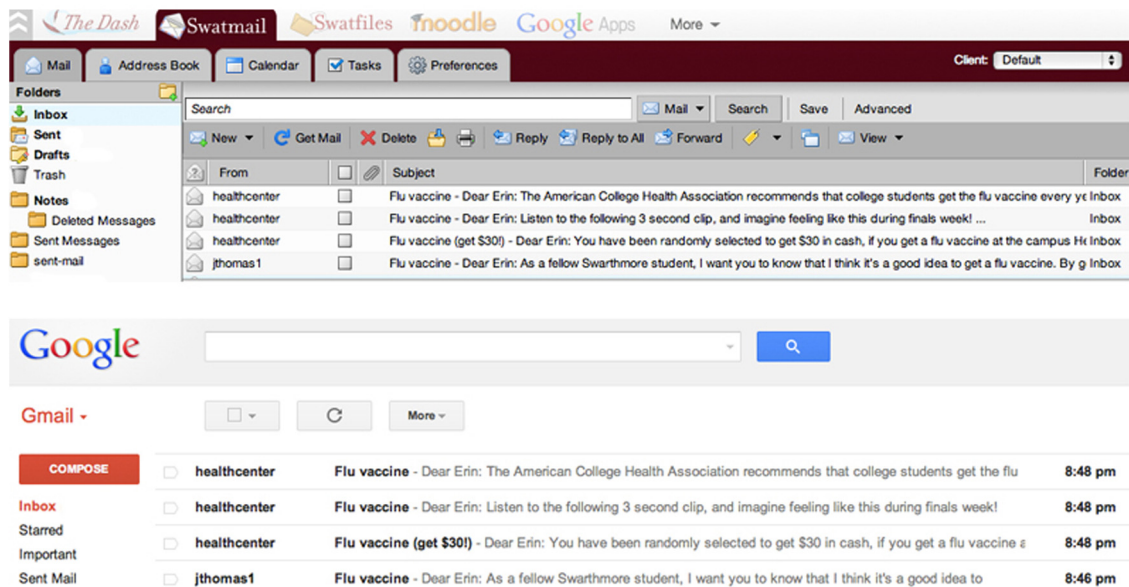 The Dash Swatmail Swatfiles moodle Google Apps More
Mail Address Book Calendar Tasks Preferences Client: Default
Folders
Inbox
Sent
Drafts
Trash
Notes
Deleted Messages
Sent Messages
sent-mail
Search Mail Search Save Advanced
New Get Mail Delete Reply Reply to All Forward View
From Subject Folder
healthcenter Flu vaccine - Dear Erin: The American College Health Association recommends that college students get the flu vaccine every ye Inbox
healthcenter Flu vaccine - Dear Erin: Listen to the following 3 second clip, and imagine feeling like this during finals week! ... Inbox
healthcenter Flu vaccine (get $30!) - Dear Erin: You have been randomly selected to get $30 in cash, if you get a flu vaccine at the campus He Inbox
jthomas1 Flu vaccine - Dear Erin: As a fellow Swarthmore student, I want you to know that I think it's a good idea to get a flu vaccine. By g Inbox
Google
Gmail More
COMPOSE
Inbox
Starred
Important
Sent Mail
healthcenter Flu vaccine - Dear Erin: The American College Health Association recommends that college students get the flu 8:48 pm
healthcenter Flu vaccine - Dear Erin: Listen to the following 3 second clip, and imagine feeling like this during finals week! 8:48 pm
healthcenter Flu vaccine (get $30!) - Dear Erin: You have been randomly selected to get $30 in cash, if you get a flu vaccine a 8:48 pm
jthomas1 Flu vaccine - Dear Erin: As a fellow Swarthmore student, I want you to know that I think it's a good idea to 8:46 pm